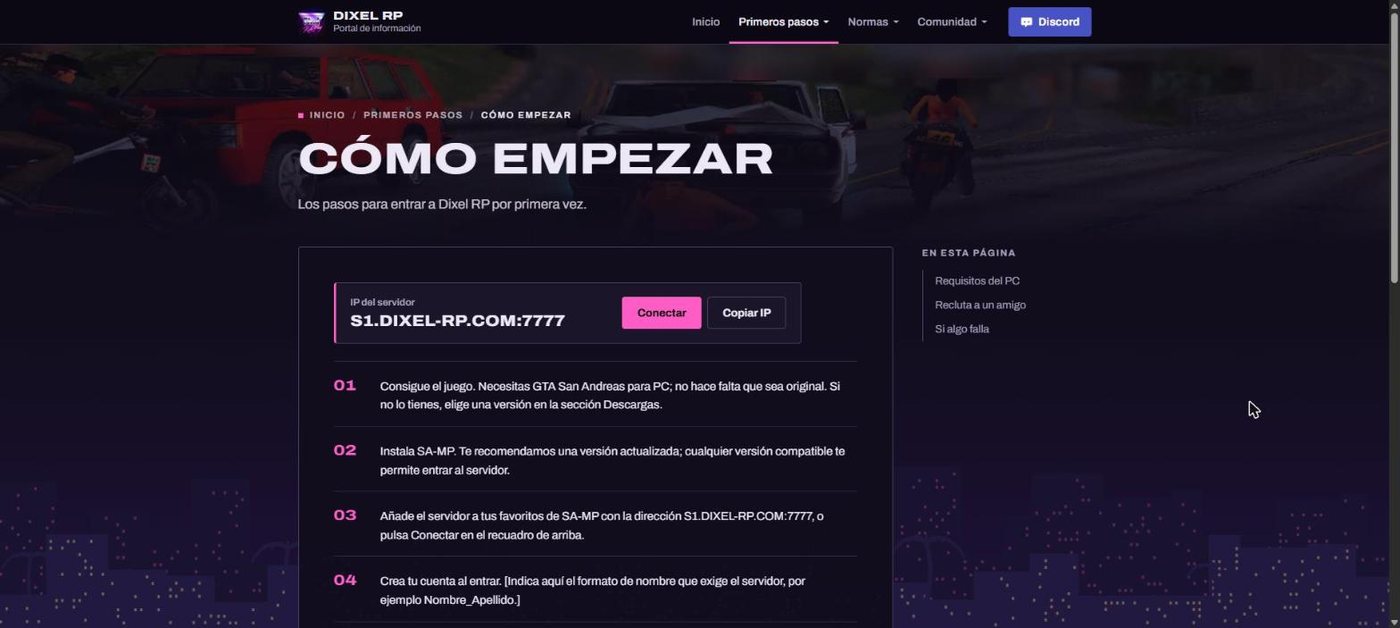 DIXEL RP
Portal de información
Inicio
Primeros pasos
Normas
Comunidad
Discord
INICIO / PRIMEROS PASOS / CÓMO EMPEZAR
CÓMO EMPEZAR
Los pasos para entrar a Dixel RP por primera vez.
IP del servidor
S1.DIXEL-RP.COM:7777
Conectar
Copiar IP
01
Consigue el juego. Necesitas GTA San Andreas para PC; no hace falta que sea original. Si
no lo tienes, elige una versión en la sección Descargas.
02
Instala SA-MP. Te recomendamos una versión actualizada; cualquier versión compatible te
permite entrar al servidor.
03
Añade el servidor a tus favoritos de SA-MP con la dirección S1.DIXEL-RP.COM:7777, o
pulsa Conectar en el recuadro de arriba.
04
Crea tu cuenta al entrar. [Indica aquí el formato de nombre que exige el servidor, por
ejemplo Nombre_Apellido.]
EN ESTA PÁGINA
Requisitos del PC
Recluta a un amigo
Si algo falla